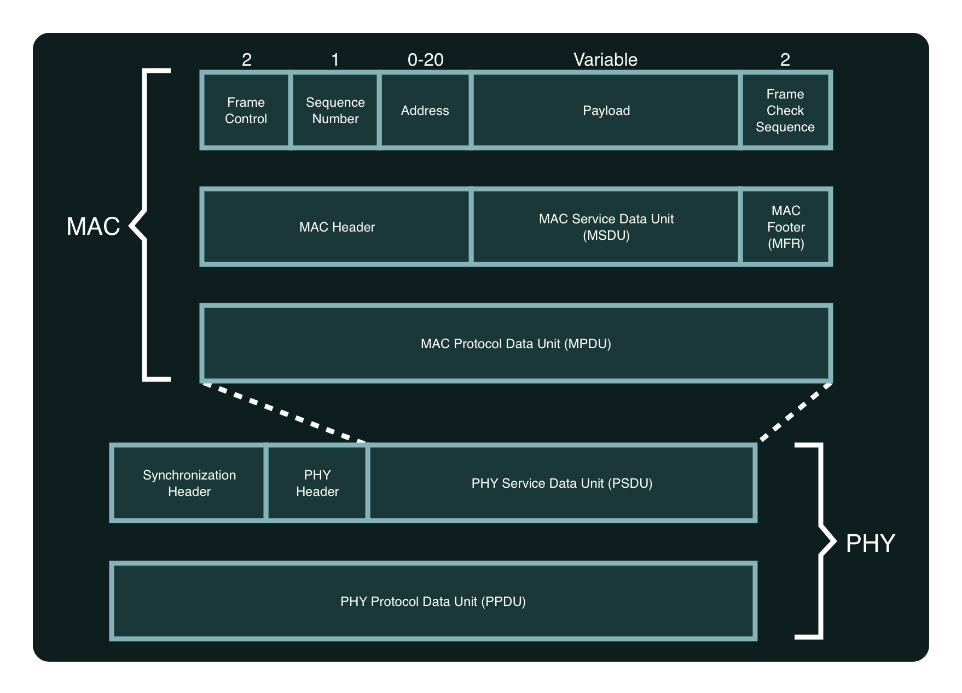 2 1 0-20 Variable 2
Frame
Control
Sequence
Number
Address
Payload
Frame
Check
Sequence
MAC
MAC Header
MAC Service Data Unit
(MSDU)
MAC
Footer
(MFR)
MAC Protocol Data Unit (MPDU)
Synchronization
Header
PHY
Header
PHY Service Data Unit (PSDU)
PHY
PHY Protocol Data Unit (PPDU)